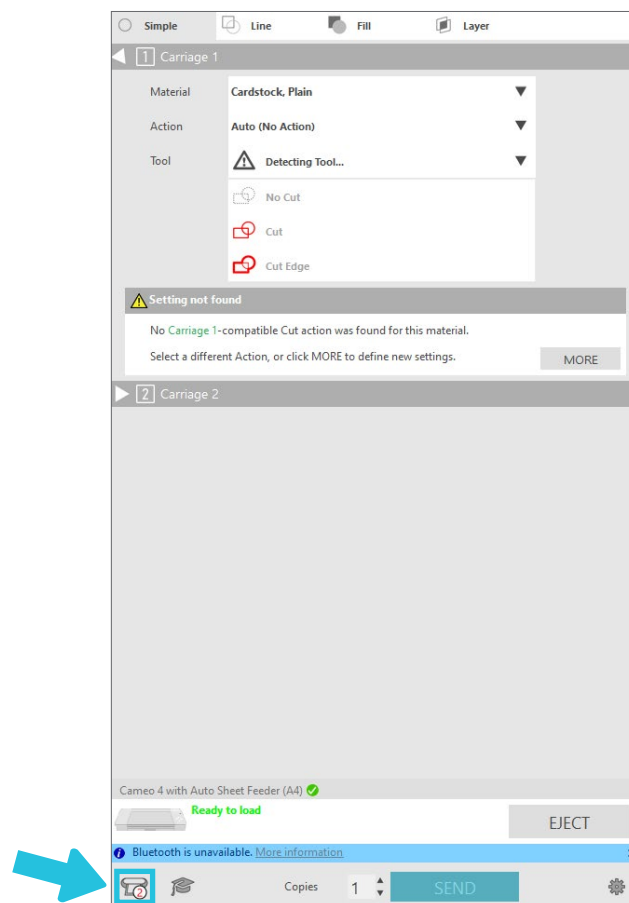 Simple Line Fill Layer
1 Carriage 1
Material Cardstock, Plain
Action Auto (No Action)
Tool Detecting Tool...
No Cut
Cut
Cut Edge
Setting not found
No Carriage 1-compatible Cut action was found for this material.
Select a different Action, or click MORE to define new settings. MORE
2 Carriage 2
Cameo 4 with Auto Sheet Feeder (A4)
Ready to load
EJECT
Bluetooth is unavailable. More information
2 Copies 1 SEND